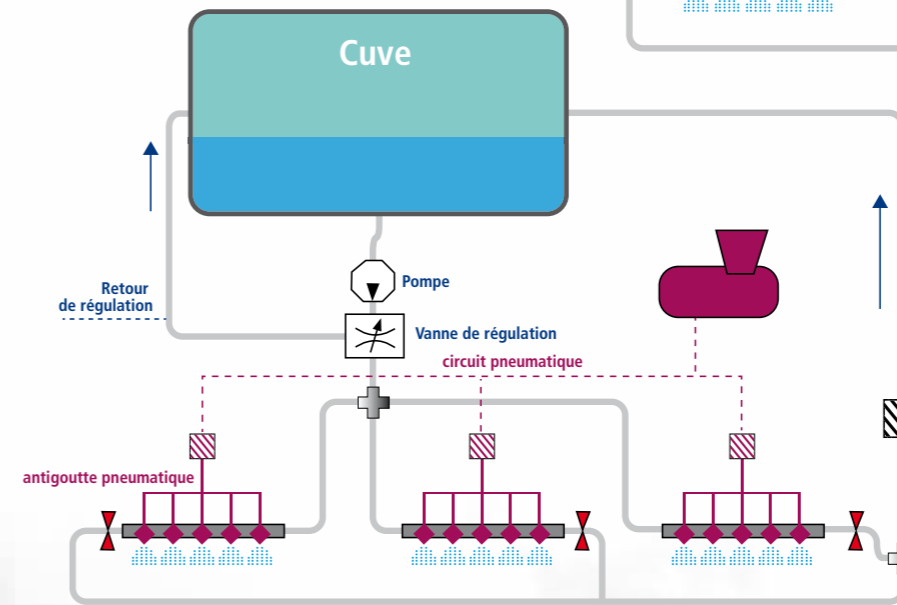 Cuve
Pompe
Retour
de régulation
Vanne de régulation
circuit pneumatique
antigoutte pneumatique